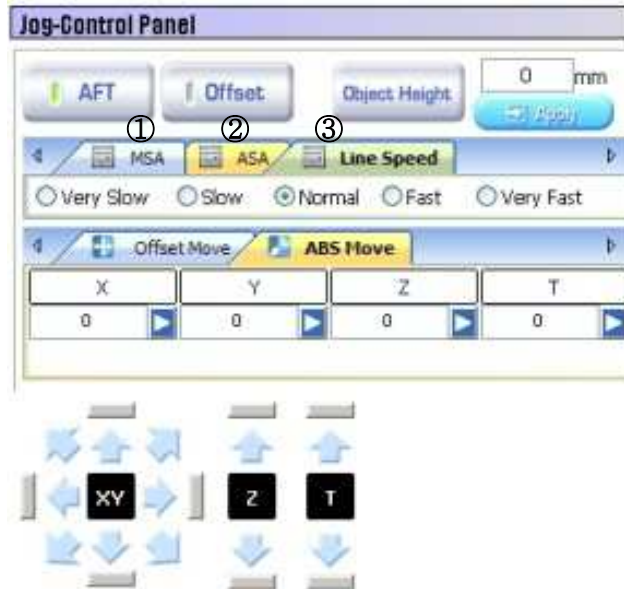 Jog-Control Panel
AFT Offset Object Height 0 mm
Apply
① ② ③
MSA ASA Line Speed
Very Slow Slow Normal Fast Very Fast
Offset Move ABS Move
X Y Z T
0 0 0 0
XY Z T